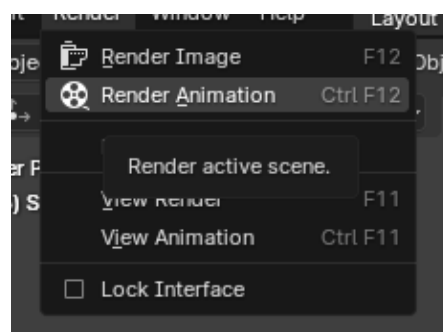 Render Window Help Layout
Render Image F12
Render Animation Ctrl F12
Render active scene.
View Render F11
View Animation Ctrl F11
Lock Interface